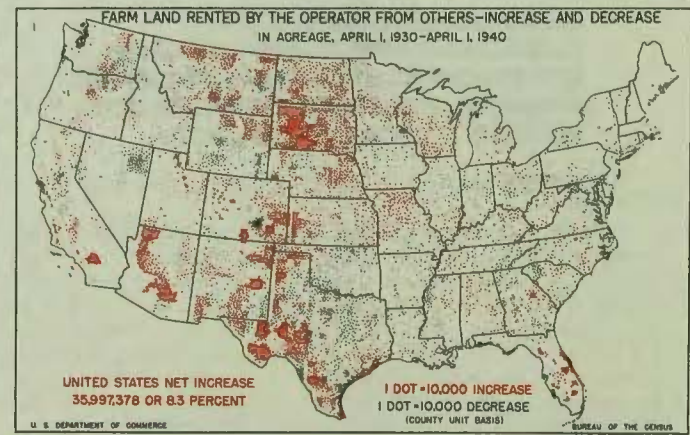 FARM LAND RENTED BY THE OPERATOR FROM OTHERS-INCREASE AND DECREASE
IN ACREAGE, APRIL 1, 1930-APRIL 1, 1940
UNITED STATES NET INCREASE
35,997,378 OR 8.3 PERCENT
1 DOT=10,000 INCREASE
1 DOT=10,000 DECREASE
(COUNTY UNIT BASIS)
U. S. DEPARTMENT OF COMMERCE
BUREAU OF THE CENSUS